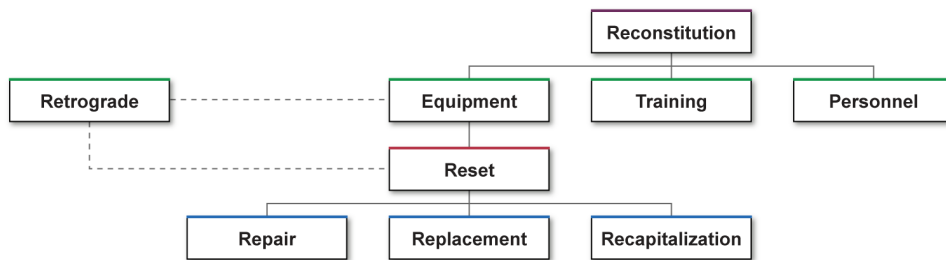 Reconstitution
Retrograde
Equipment
Training
Personnel
Reset
Repair
Replacement
Recapitalization